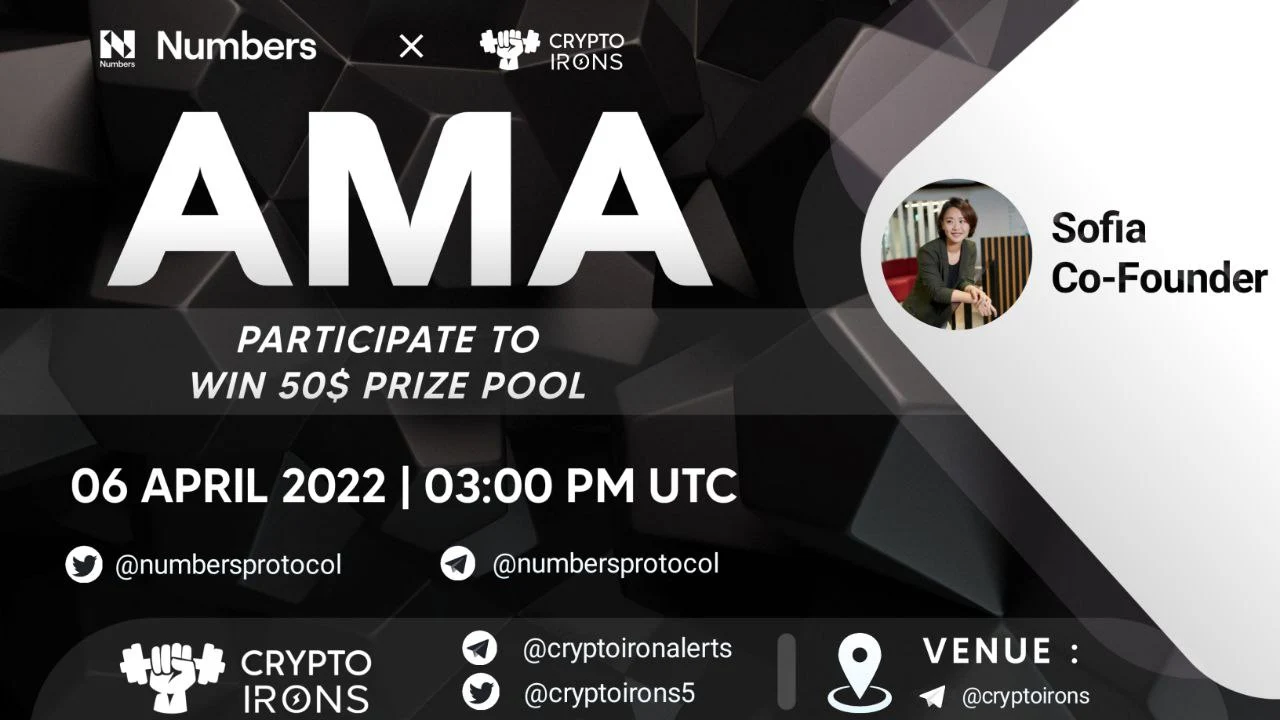 Numbers
Numbers
×
CRYPTO
IRONS
AMA
PARTICIPATE TO
WIN 50$ PRIZE POOL
Sofia
Co-Founder
06 APRIL 2022 | 03:00 PM UTC
@numbersprotocol
@numbersprotocol
CRYPTO
IRONS
@cryptoironalerts
@cryptoirons5
VENUE :
@cryptoirons